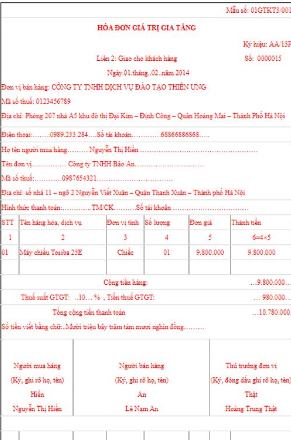 Mẫu số: 01GTKT3/001
HÓA ĐƠN GIÁ TRỊ GIA TĂNG
Ký hiệu: AA/13P
Liên 2: Giao cho khách hàng Số: 0000015
Ngày.01.tháng..02..năm.2014
Đơn vị bán hàng: CÔNG TY TNHH DỊCH VỤ ĐÀO TẠO THIÊN ƯNG
Mã số thuế: 0123456789
Địa chỉ: Phòng 207 nhà A5 khu đô thị Đại Kim – Định Công – Quận Hoàng Mai – Thành Phố Hà Nội
Điện thoại:……..0989.233.284…..Số tài khoản…………68866886868…..
Họ tên người mua hàng……….Nguyễn Thị Hiền
Tên đơn vị……………Công ty TNHH Bảo An
Mã số thuế:…………0987654321
Địa chỉ: số nhà 11 – ngõ 2 Nguyễn Viết Xuân – Quận Thanh Xuân – Thành phố Hà Nội
Hình thức thanh toán:…………TM/CK……..Số tài khoản
STT Tên hàng hóa, dịch vụ Đơn vị tính Số lượng Đơn giá Thành tiền
1 2 3 4 5 6=4×5
01 Máy chiếu Tosiba 25E Chiếc 01 9.800.000 9.800.000
Cộng tiền hàng: …9.800.000…
Thuế suất GTGT: ..10… % , Tiền thuế GTGT: … 980.000…
Tổng cộng tiền thanh toán …10.780.000
Số tiền viết bằng chữ:..Mười triệu bảy trăm tám mươi nghìn đồng………
Người mua hàng Người bán hàng Thủ trưởng đơn vị
(Ký, ghi rõ họ, tên) (Ký, ghi rõ họ, tên) (Ký, đóng dấu ghi rõ họ, tên)
Hiền An Thật
Nguyễn Thị Hiền Lê Nam An Hoàng Trung Thật